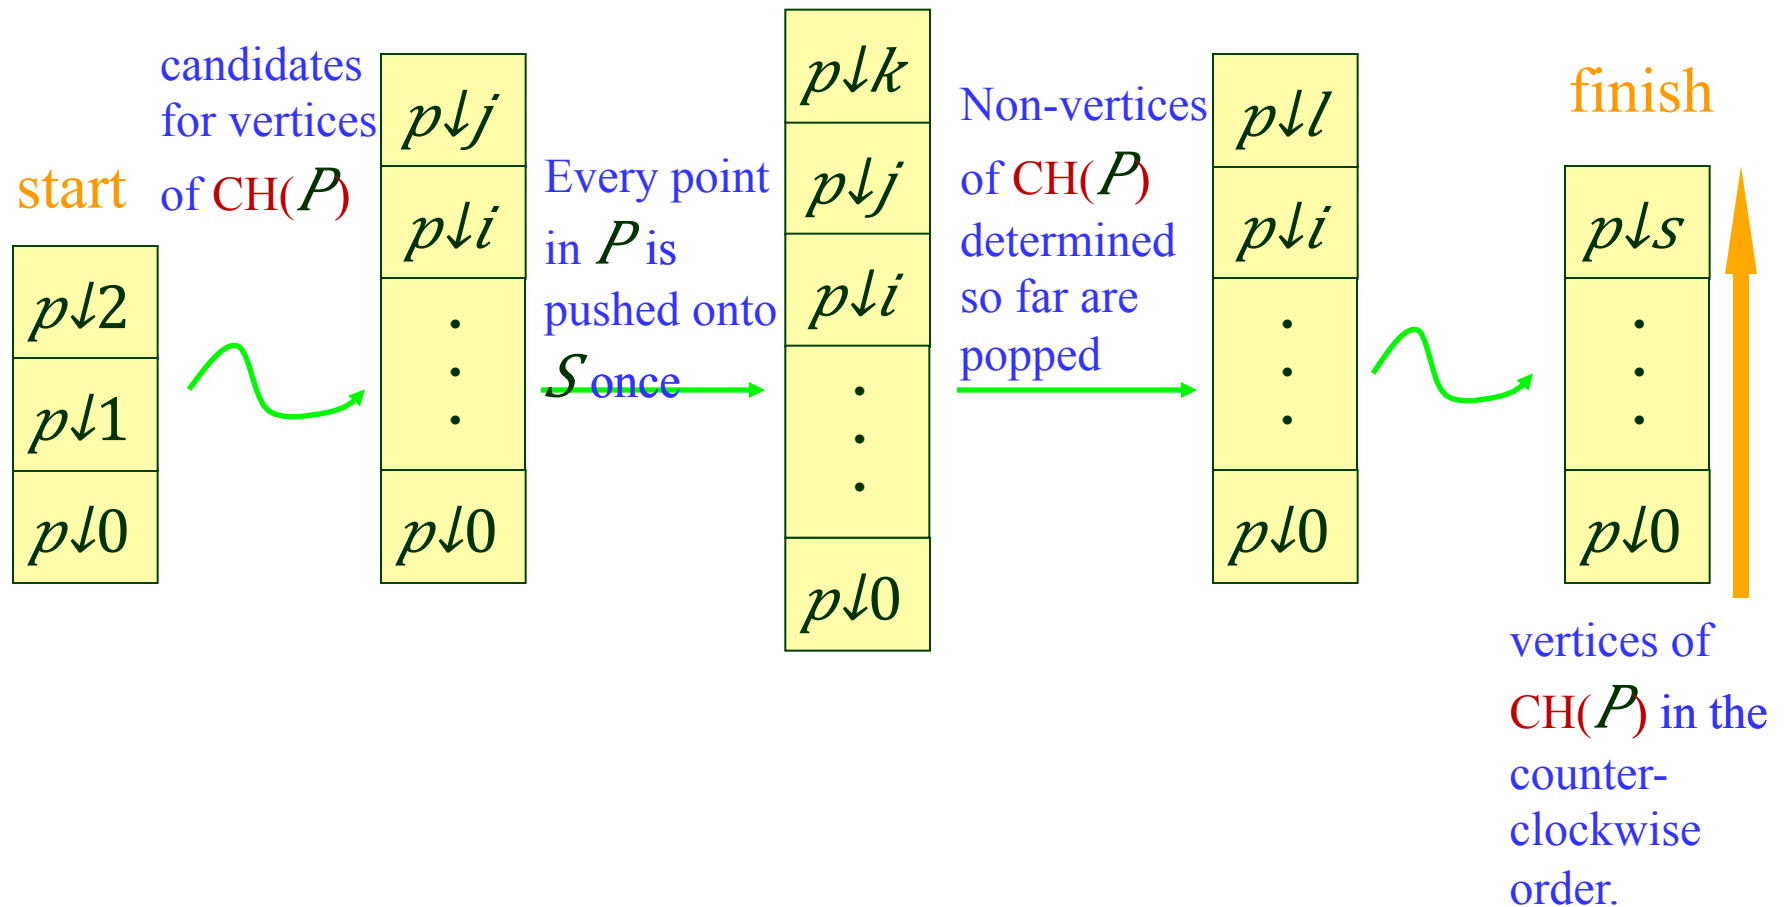 start
p↓2
p↓1
p↓0
candidates
for vertices
of CH(P)
p↓j
p↓i
⋮
p↓0
Every point
in P is
pushed onto
S once
p↓k
p↓j
p↓i
⋮
p↓0
Non-vertices
of CH(P)
determined
so far are
popped
p↓l
p↓i
⋮
p↓0
finish
p↓s
⋮
p↓0
vertices of
CH(P) in the
counter-
clockwise
order.